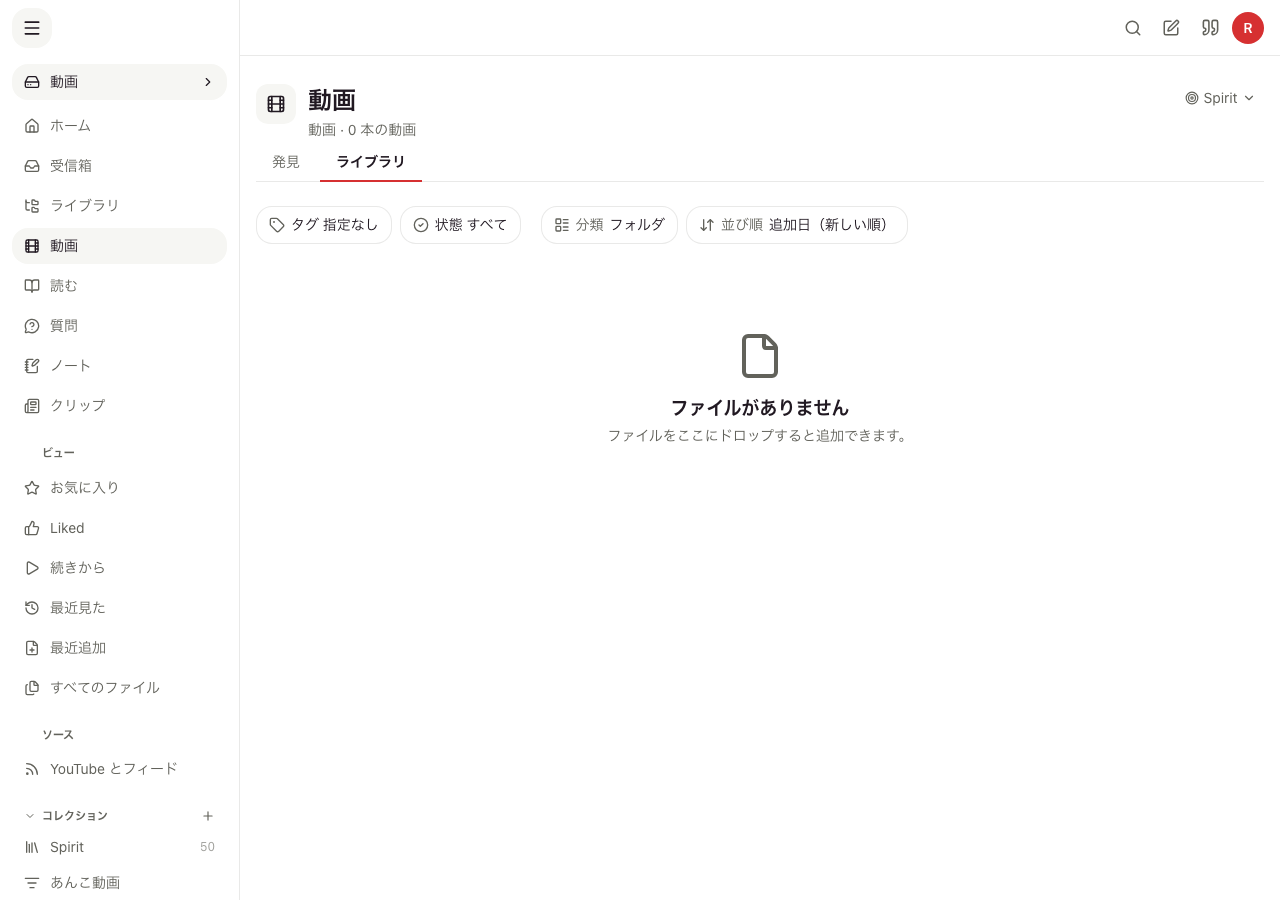 動画
ホーム
受信箱
ライブラリ
動画
読む
質問
ノート
クリップ
ビュー
お気に入り
Liked
続きから
最近見た
最近追加
すべてのファイル
ソース
YouTube とフィード
コレクション
Spirit 50
あんこ動画
R
動画
動画 · 0 本の動画
Spirit
発見 ライブラリ
タグ 指定なし 状態 すべて 分類 フォルダ 並び順 追加日（新しい順）
ファイルがありません
ファイルをここにドロップすると追加できます。